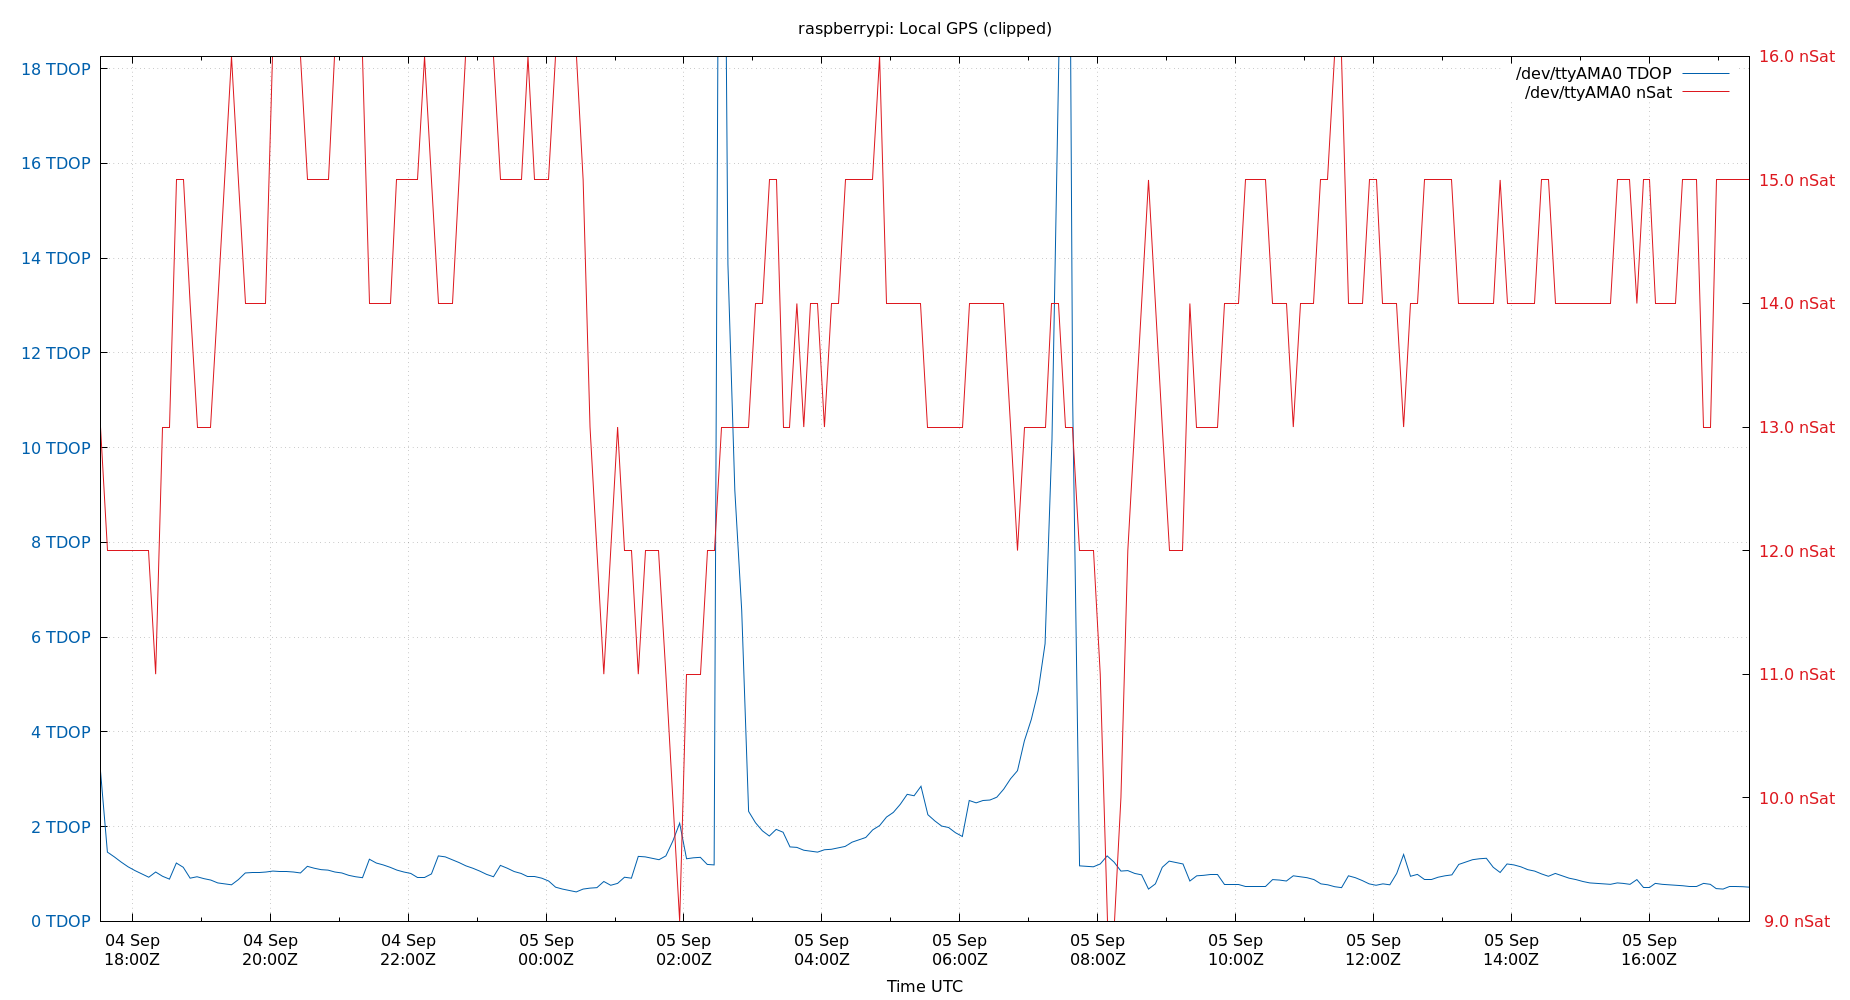 raspberrypi: Local GPS (clipped)
18 TDOP
16 TDOP
14 TDOP
12 TDOP
10 TDOP
8 TDOP
6 TDOP
4 TDOP
2 TDOP
0 TDOP
16.0 nSat
15.0 nSat
14.0 nSat
13.0 nSat
12.0 nSat
11.0 nSat
10.0 nSat
9.0 nSat
/dev/ttyAMA0 TDOP
/dev/ttyAMA0 nSat
04 Sep
18:00Z
04 Sep
20:00Z
04 Sep
22:00Z
05 Sep
00:00Z
05 Sep
02:00Z
05 Sep
04:00Z
05 Sep
06:00Z
05 Sep
08:00Z
05 Sep
10:00Z
05 Sep
12:00Z
05 Sep
14:00Z
05 Sep
16:00Z
Time UTC